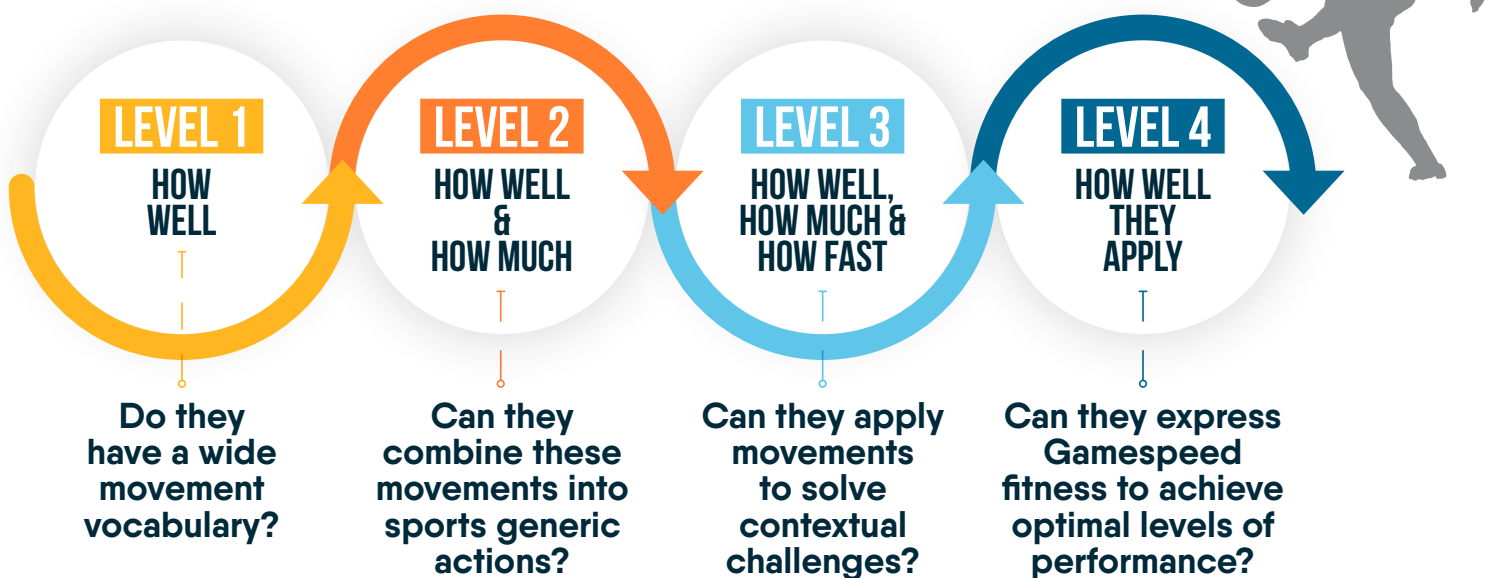 LEVEL 1
HOW
WELL
Do they
have a wide
movement
vocabulary?
LEVEL 2
HOW WELL
&
HOW MUCH
Can they
combine these
movements into
sports generic
actions?
LEVEL 3
HOW WELL,
HOW MUCH &
HOW FAST
Can they apply
movements
to solve
contextual
challenges?
LEVEL 4
HOW WELL
THEY
APPLY
Can they express
Gamespeed
fitness to achieve
optimal levels of
performance?